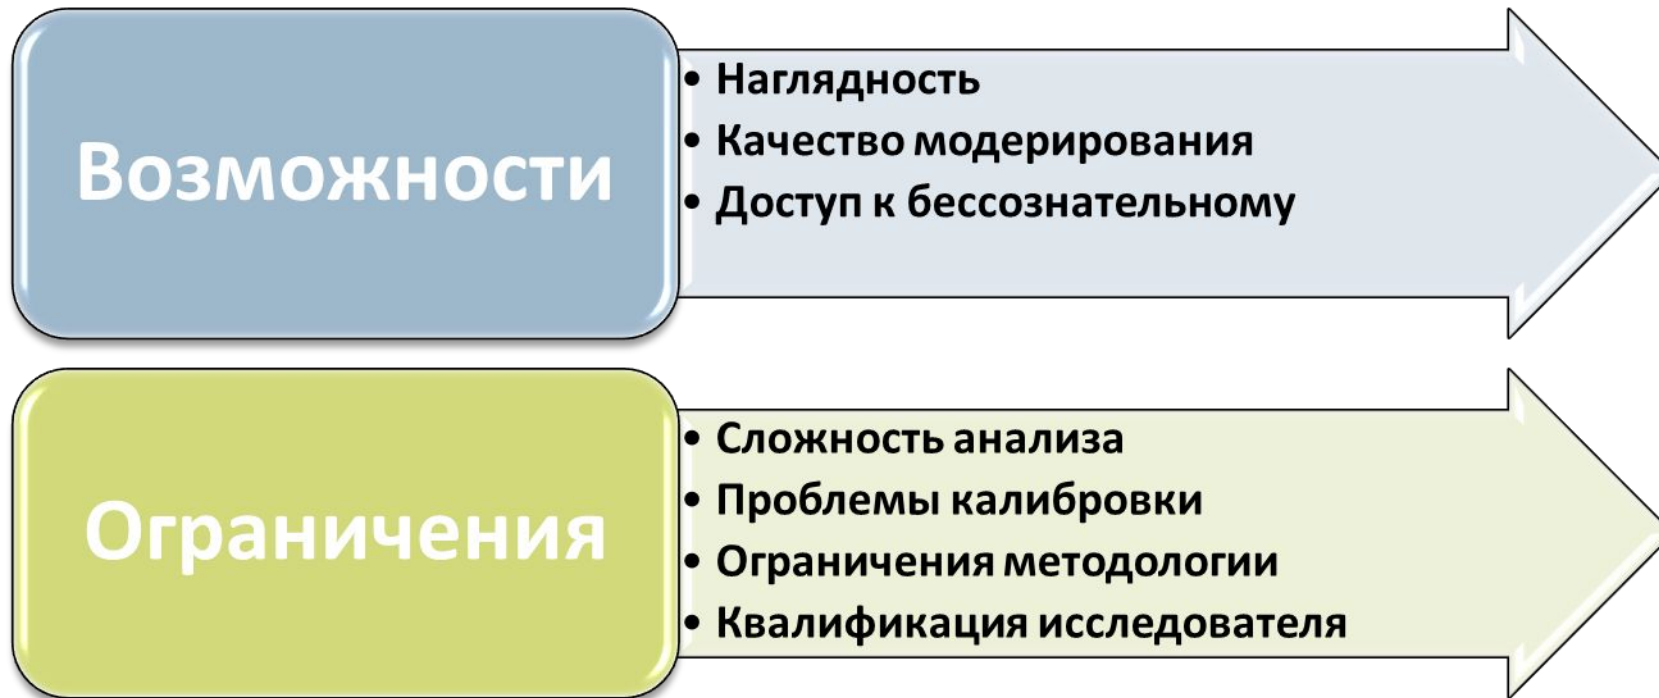 Возможности
• Наглядность
• Качество модерирования
• Доступ к бессознательному
Ограничения
• Сложность анализа
• Проблемы калибровки
• Ограничения методологии
• Квалификация исследователя